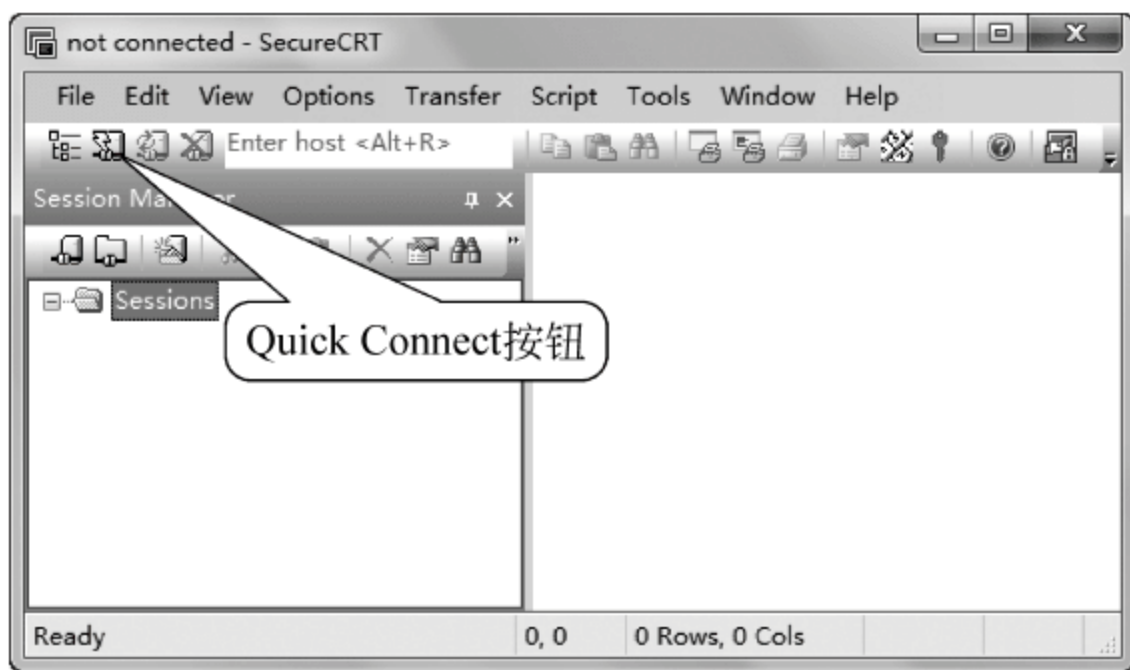 not connected - SecureCRT
File Edit View Options Transfer Script Tools Window Help
Enter host <Alt+R>
Session Ma
Sessions
Quick Connect按钮
Ready
0, 0
0 Rows, 0 Cols